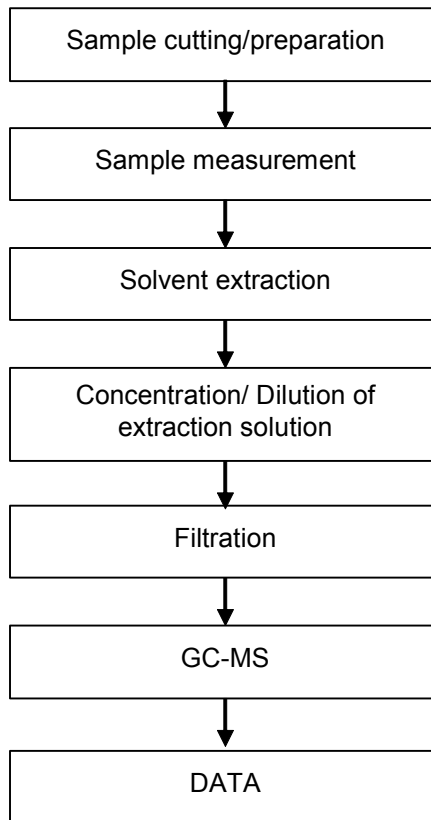 Sample cutting/preparation
Sample measurement
Solvent extraction
Concentration/ Dilution of
extraction solution
Filtration
GC-MS
DATA